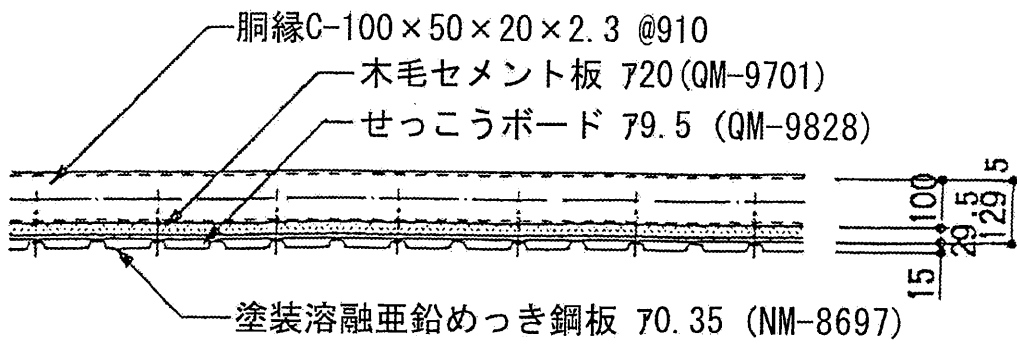 胴縁C-100×50×20×2.3 @910
木毛セメント板 ｱ20(QM-9701)
せっこうボード ｱ9.5 (QM-9828)
塗装溶融亜鉛めっき鋼板 ｱ0.35 (NM-8697)
100
29.5
129.5
15